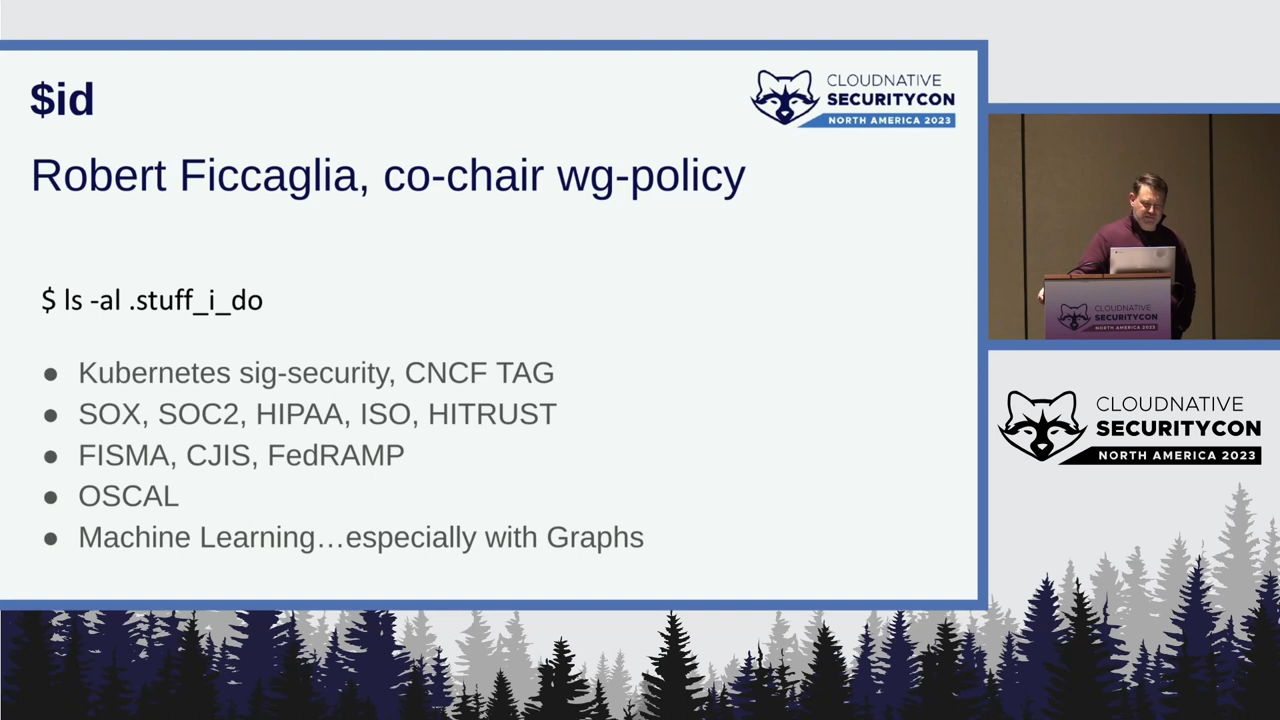 $id
CLOUDNATIVE
SECURITYCON
NORTH AMERICA 2023
Robert Ficcaglia, co-chair wg-policy
$ ls -al .stuff_i_do
● Kubernetes sig-security, CNCF TAG
● SOX, SOC2, HIPAA, ISO, HITRUST
● FISMA, CJIS, FedRAMP
● OSCAL
● Machine Learning…especially with Graphs
CLOUDNATIVE
SECURITYCON
NORTH AMERICA 2023
CLOUDNATIVE
SECURITYCON
NORTH AMERICA 2023